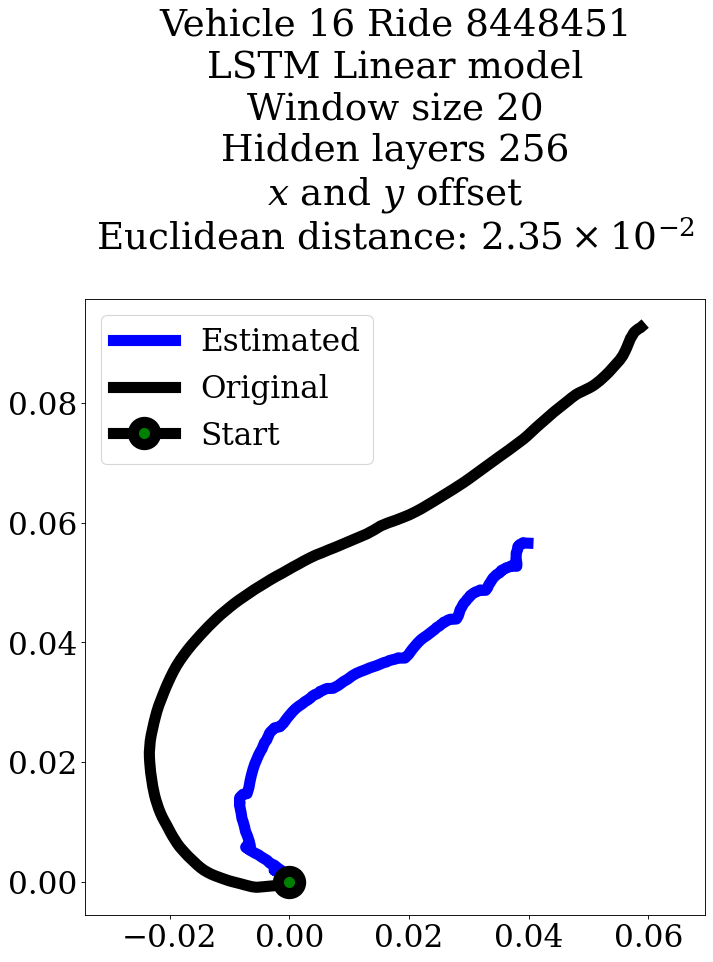 Vehicle 16 Ride 8448451
LSTM Linear model
Window size 20
Hidden layers 256
x and y offset
Euclidean distance: 2.35 × 10⁻²
Estimated
Original
Start
0.08
0.06
0.04
0.02
0.00
−0.02 0.00 0.02 0.04 0.06